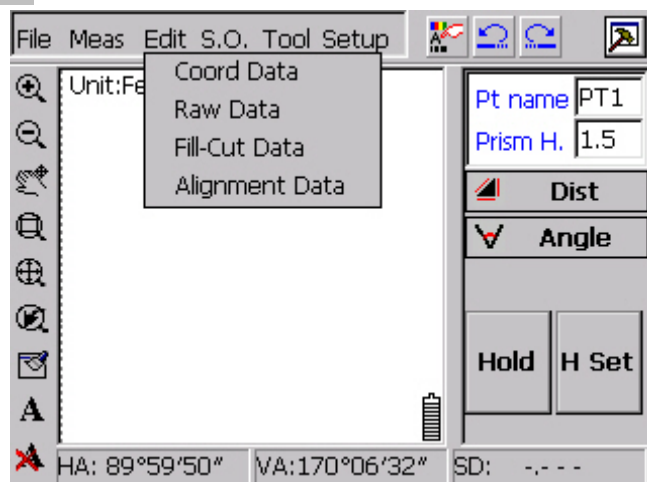 File Meas Edit S.O. Tool Setup
Coord Data
Raw Data
Fill-Cut Data
Alignment Data
Unit:Fe
Pt name PT1
Prism H. 1.5
Dist
Angle
Hold H Set
A
A
HA: 89°59′50″ VA:170°06′32″ SD: -.- - -